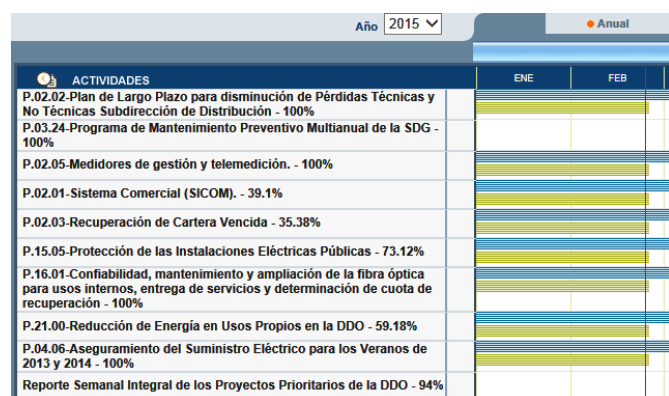 Año 2015
Anual
ACTIVIDADES ENE FEB
P.02.02-Plan de Largo Plazo para disminución de Pérdidas Técnicas y
No Técnicas Subdirección de Distribución - 100%
P.03.24-Programa de Mantenimiento Preventivo Multianual de la SDG -
100%
P.02.05-Medidores de gestión y telemedición. - 100%
P.02.01-Sistema Comercial (SICOM). - 39.1%
P.02.03-Recuperación de Cartera Vencida - 35.38%
P.15.05-Protección de las Instalaciones Eléctricas Públicas - 73.12%
P.16.01-Confiabilidad, mantenimiento y ampliación de la fibra óptica
para usos internos, entrega de servicios y determinación de cuota de
recuperación - 100%
P.21.00-Reducción de Energía en Usos Propios en la DDO - 59.18%
P.04.06-Aseguramiento del Suministro Eléctrico para los Veranos de
2013 y 2014 - 100%
Reporte Semanal Integral de los Proyectos Prioritarios de la DDO - 94%